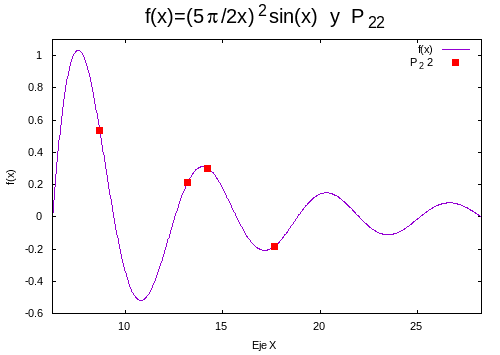 f(x)=(5π/2x)²sin(x) y P₂₂
f(x)
P₂ 2
1
0.8
0.6
0.4
0.2
0
-0.2
-0.4
-0.6
f(x)
10 15 20 25
Eje X